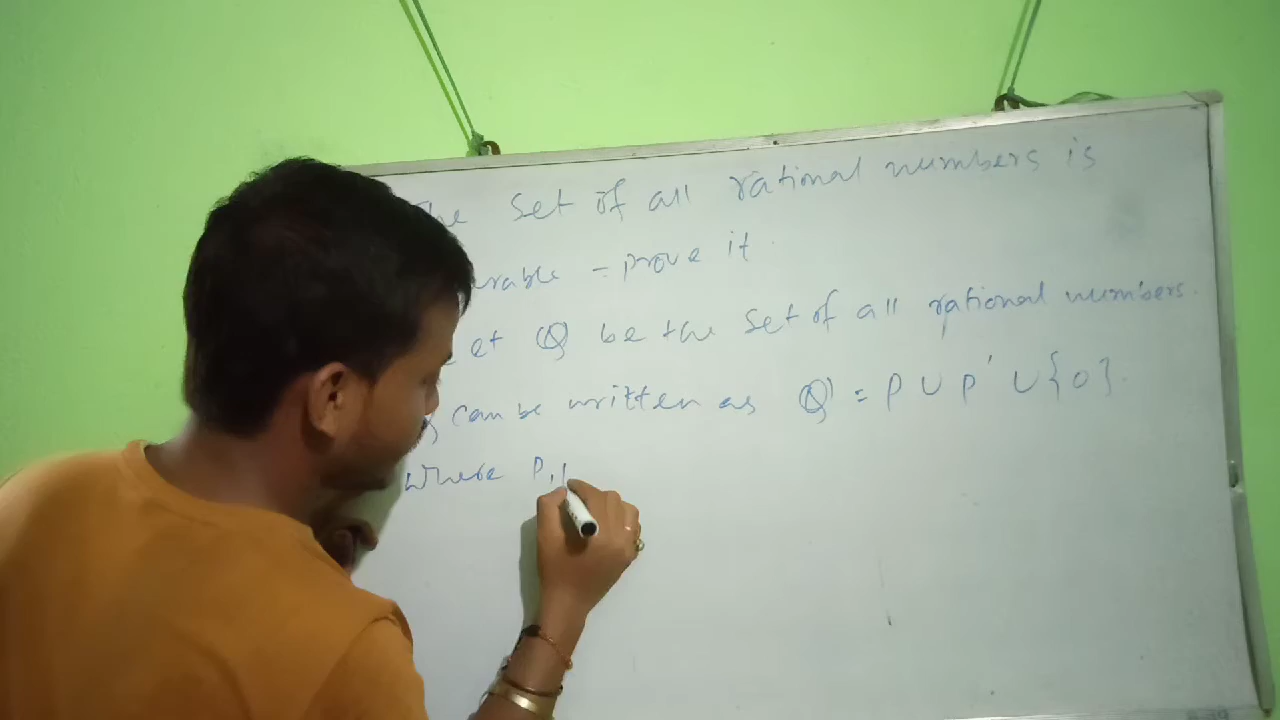 The set of all rational numbers is
erable - prove it.
et Q be the set of all rational numbers.
Q can be written as Q = P ∪ P' ∪ {0}.
Where P,